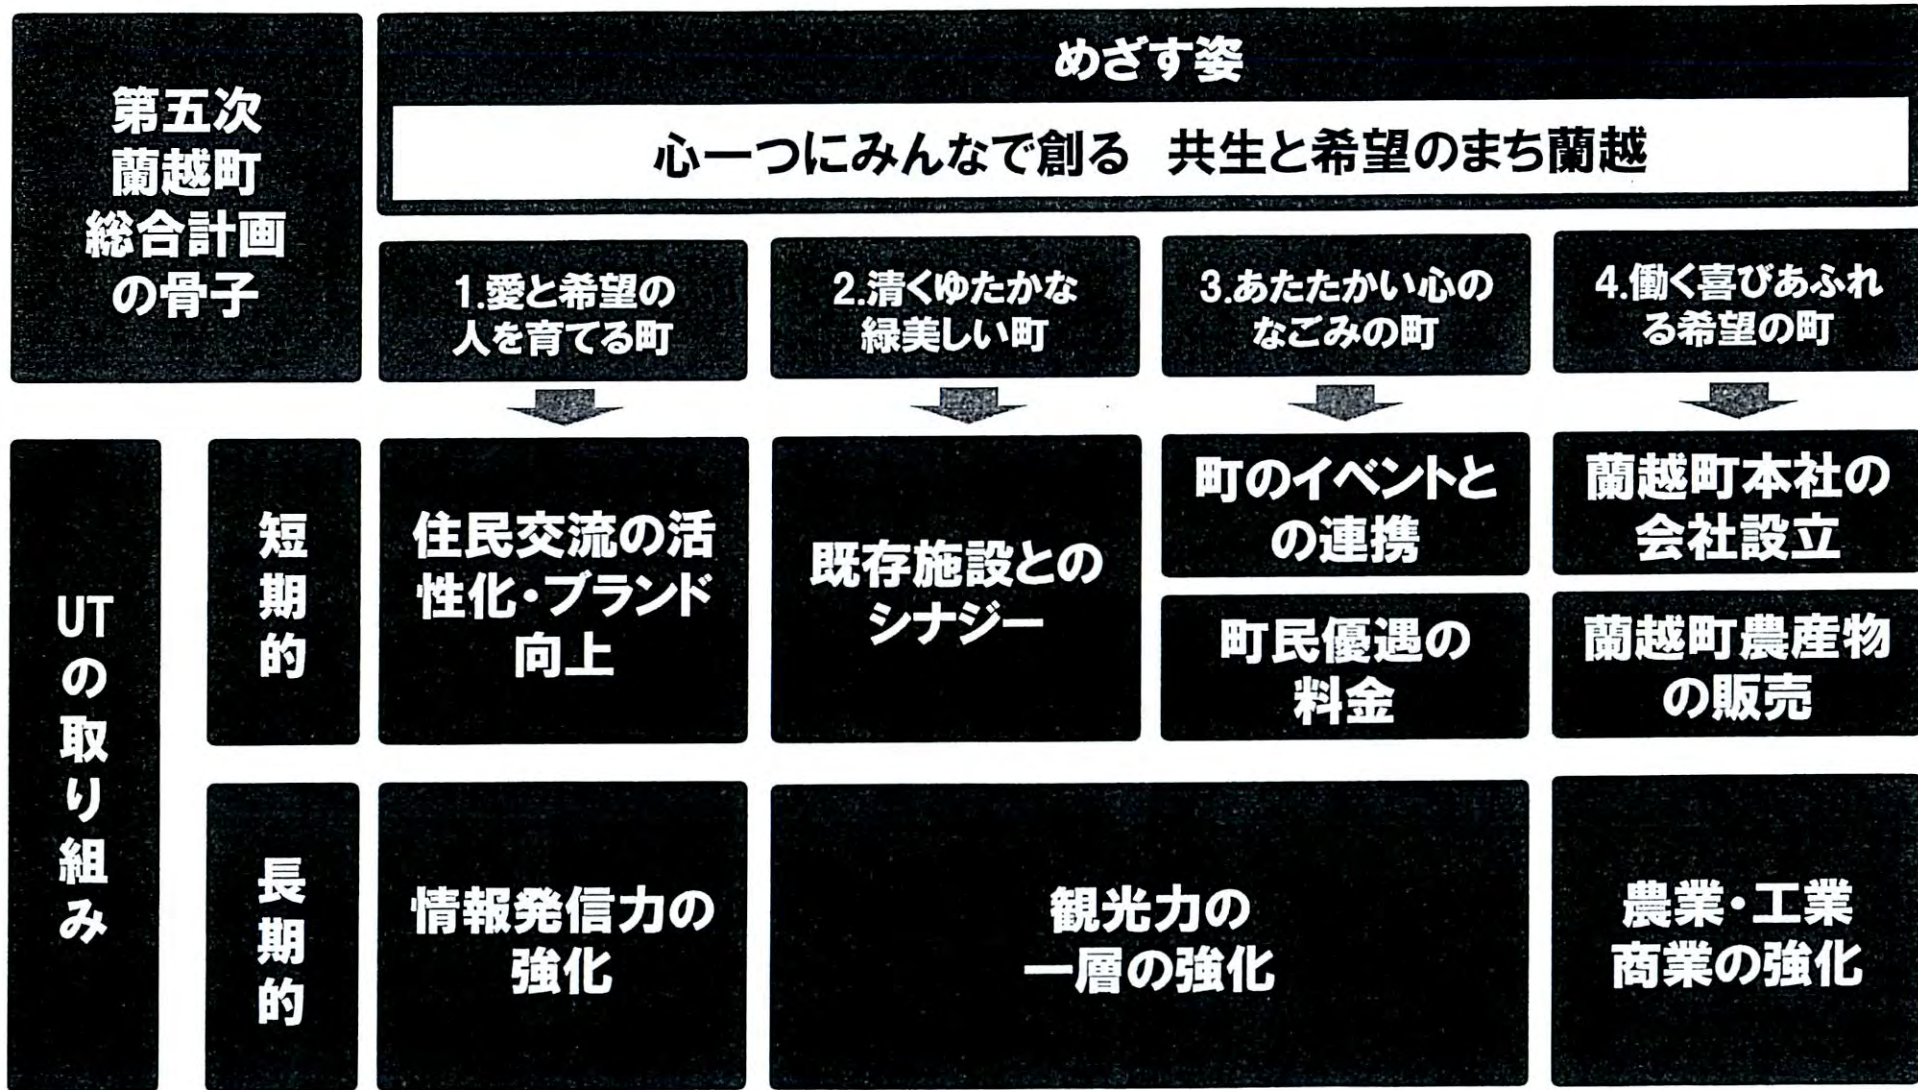 第五次
蘭越町
総合計画
の骨子
めざす姿
心一つにみんなで創る 共生と希望のまち蘭越
1.愛と希望の
人を育てる町
2.清くゆたかな
緑美しい町
3.あたたかい心の
なごみの町
4.働く喜びあふれ
る希望の町
UTの取り組み
短期的
住民交流の活
性化・ブランド
向上
既存施設との
シナジー
町のイベントと
の連携
町民優遇の
料金
蘭越町本社の
会社設立
蘭越町農産物
の販売
長期的
情報発信力の
強化
観光力の
一層の強化
農業・工業
商業の強化